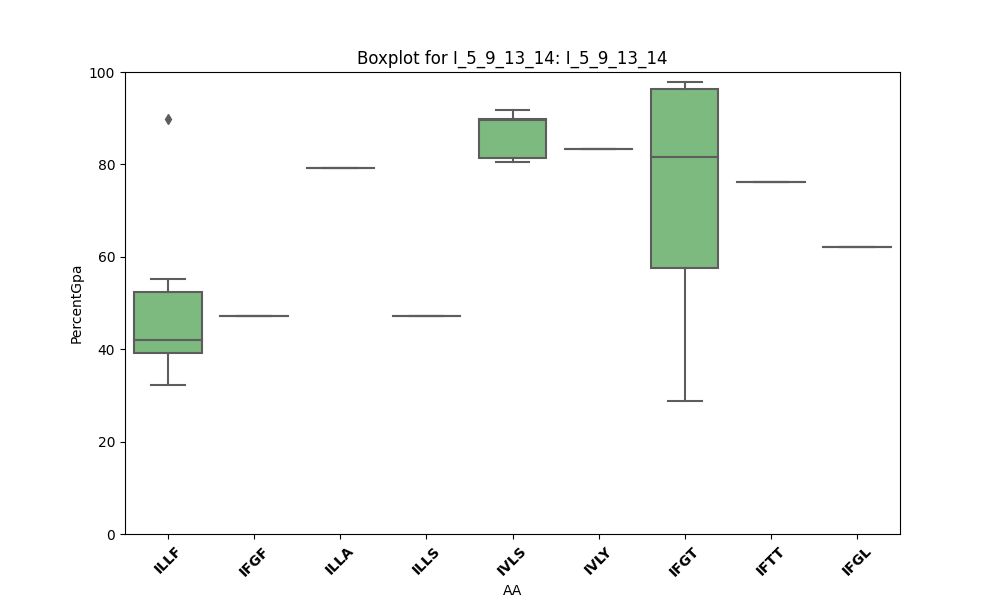 Boxplot for I_5_9_13_14: I_5_9_13_14
100
80
60
40
20
0
PercentGpa
ILLF IFGF ILLA ILLS IVLS IVLY IFGT IFTT IFGL
AA